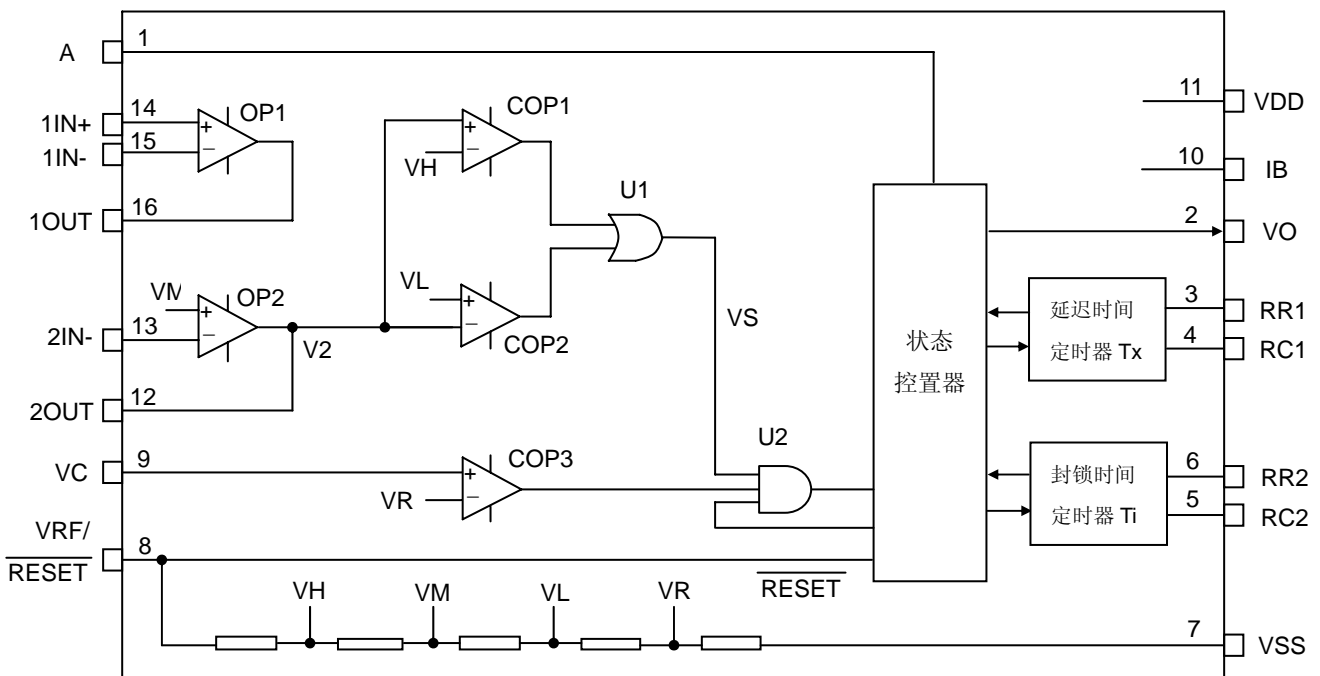 A
1
1IN+
14
1IN-
15
1OUT
16
OP1
+
−
COP1
+
−
VH
U1
11
VDD
10
IB
2
VO
VM
OP2
+
−
2IN-
13
V2
2OUT
12
VL
+
−
COP2
VS
状态
控置器
延迟时间
定时器 Tx
3
RR1
4
RC1
VC
9
COP3
+
−
VR
U2
封锁时间
定时器 Ti
6
RR2
5
RC2
VRF/
RESET
8
RESET
VH
VM
VL
VR
7
VSS